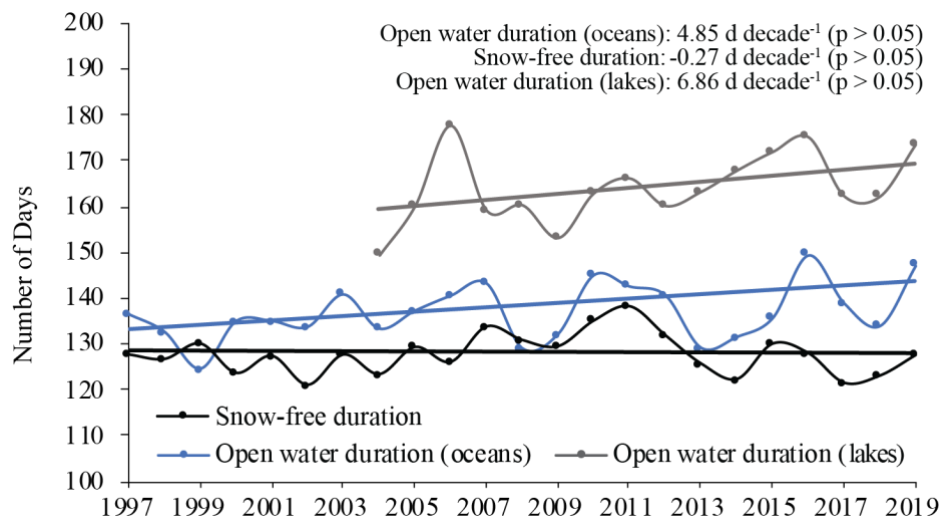 Open water duration (oceans): 4.85 d decade⁻¹ (p > 0.05)
Snow-free duration: -0.27 d decade⁻¹ (p > 0.05)
Open water duration (lakes): 6.86 d decade⁻¹ (p > 0.05)
Number of Days
200
190
180
170
160
150
140
130
120
110
100
Snow-free duration
Open water duration (oceans) Open water duration (lakes)
1997 1999 2001 2003 2005 2007 2009 2011 2013 2015 2017 2019